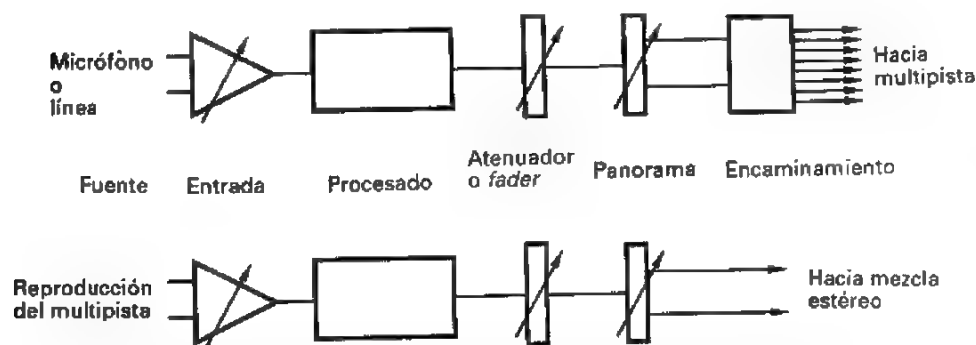 Micrófono
o
línea
Hacia
multipista
Fuente
Entrada
Procesado
Atenuador
o fader
Panorama
Encaminamiento
Reproducción
del multipista
Hacia mezcla
estéreo